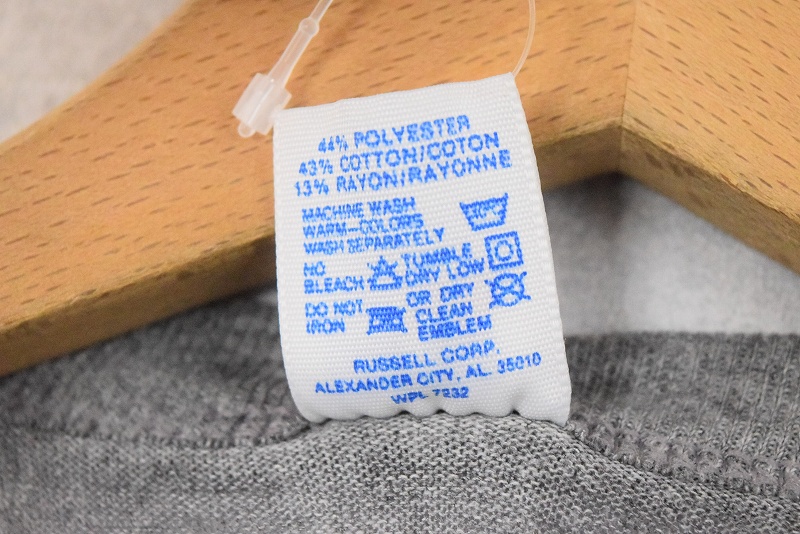 44% POLYESTER
43% COTTON/COTON
13% RAYON/RAYONNE
MACHINE WASH
WARM-COLORS
WASH SEPARATELY
NO
BLEACH
TUMBLE
DRY LOW
DO NOT
IRON
OR DRY
CLEAN
EMBLEM
RUSSELL CORP.
ALEXANDER CITY, AL. 35010
WPL 7232